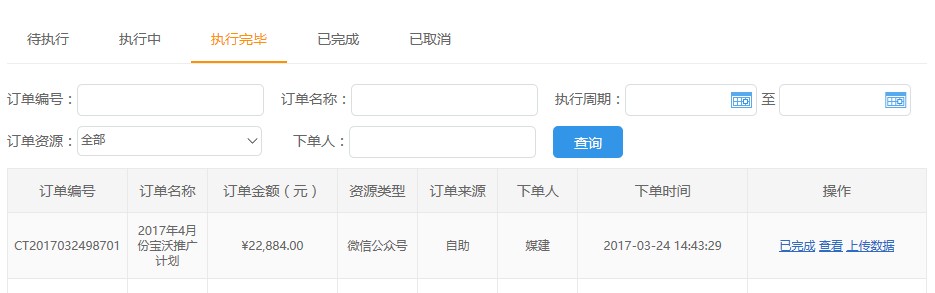 待执行 执行中 执行完毕 已完成 已取消
订单编号： 订单名称： 执行周期： 至
订单资源： 全部 下单人： 查询
订单编号 订单名称 订单金额（元） 资源类型 订单来源 下单人 下单时间 操作
2017年4月
CT2017032498701 份宝沃推广 ¥22,884.00 微信公众号 自助 媒建 2017-03-24 14:43:29 已完成 查看 上传数据
计划